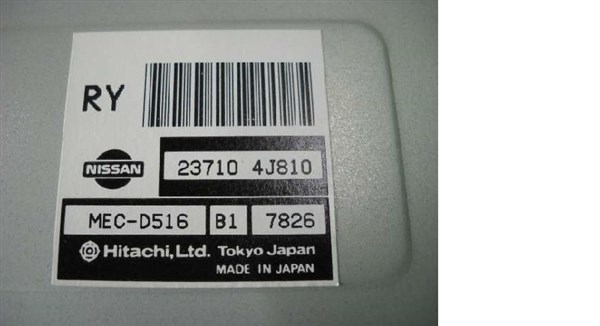 RY
NISSAN 23710 4J810
MEC-D516 B1 7826
Hitachi, Ltd. Tokyo Japan
MADE IN JAPAN